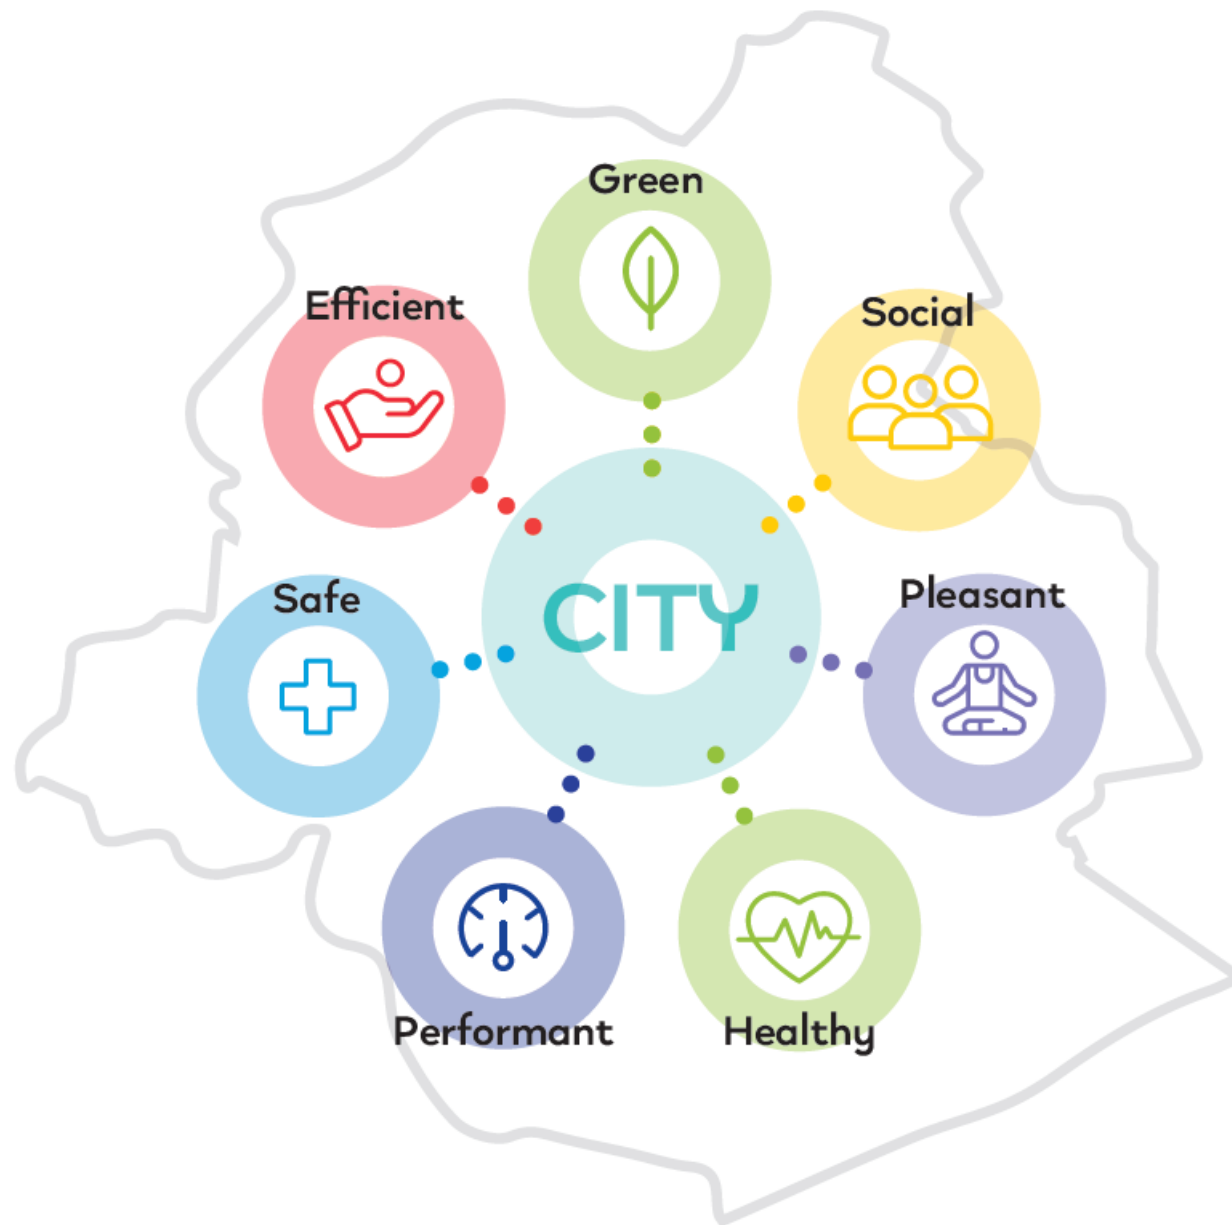 Green
Efficient
Social
CITY
Safe
Pleasant
Performant
Healthy